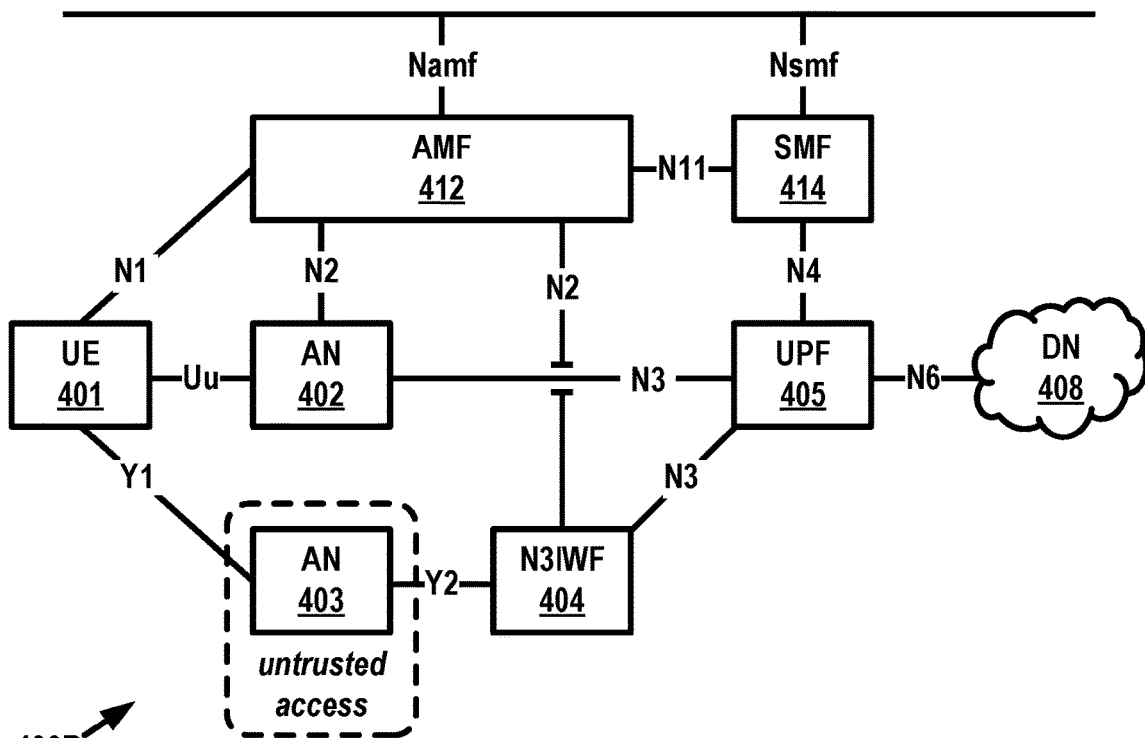 Namf
Nsmf
AMF
412
N11
SMF
414
N1
N2
N2
N4
UE
401
Uu
AN
402
N3
UPF
405
N6
DN
408
Y1
N3
AN
403
Y2
N3IWF
404
untrusted
access